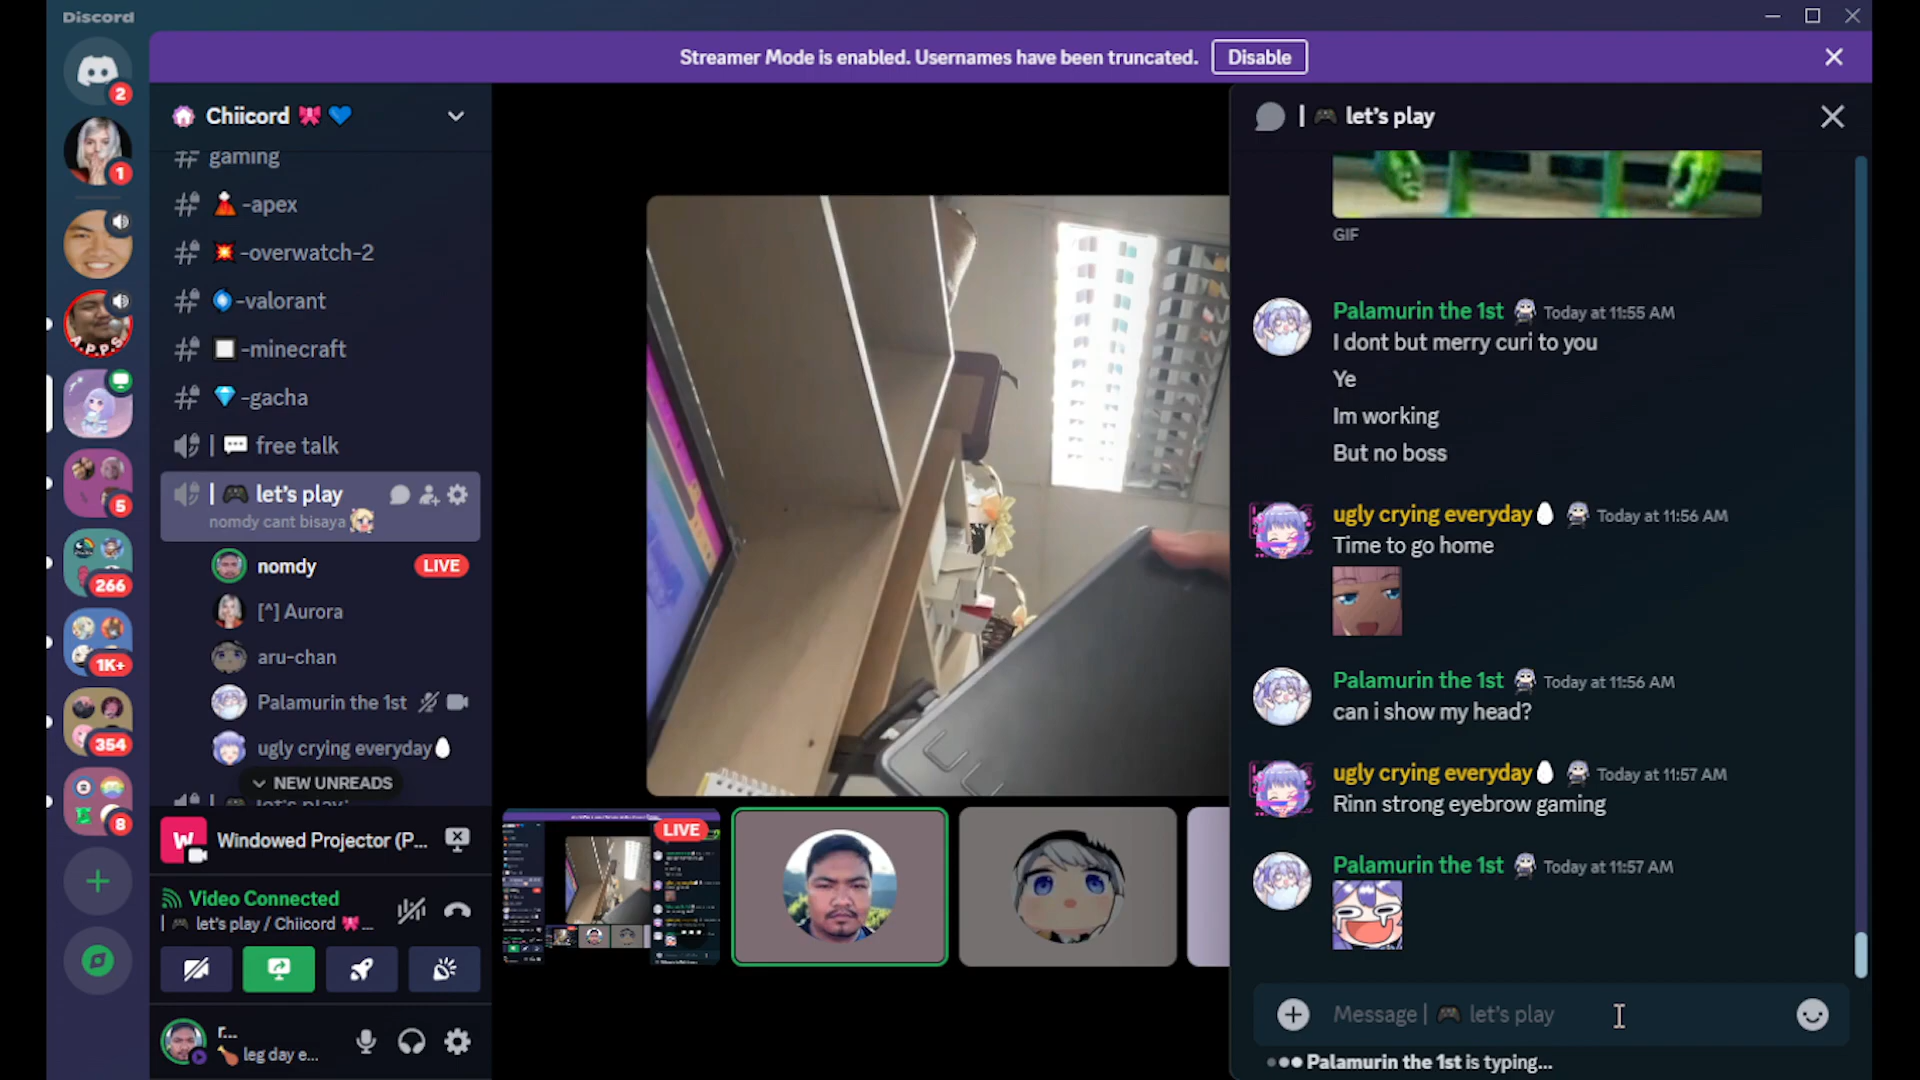 Discord
Streamer Mode is enabled. Usernames have been truncated.
Disable
2
1
A.P.P.S
5
266
1K+
354
8
Chiicord
gaming
-apex
-overwatch-2
-valorant
-minecraft
-gacha
| free talk
| let's play
nomdy cant bisaya
nomdy
LIVE
[^] Aurora
aru-chan
Palamurin the 1st
ugly crying everyday
NEW UNREADS
W
Windowed Projector (P...
Video Connected
| let's play / Chiicord ...
r...
leg day e...
LIVE
| let's play
GIF
Palamurin the 1st Today at 11:55 AM
I dont but merry curi to you
Ye
Im working
But no boss
ugly crying everyday Today at 11:56 AM
Time to go home
Palamurin the 1st Today at 11:56 AM
can i show my head?
ugly crying everyday Today at 11:57 AM
Rinn strong eyebrow gaming
Palamurin the 1st Today at 11:57 AM
Message | let's play
Palamurin the 1st is typing...